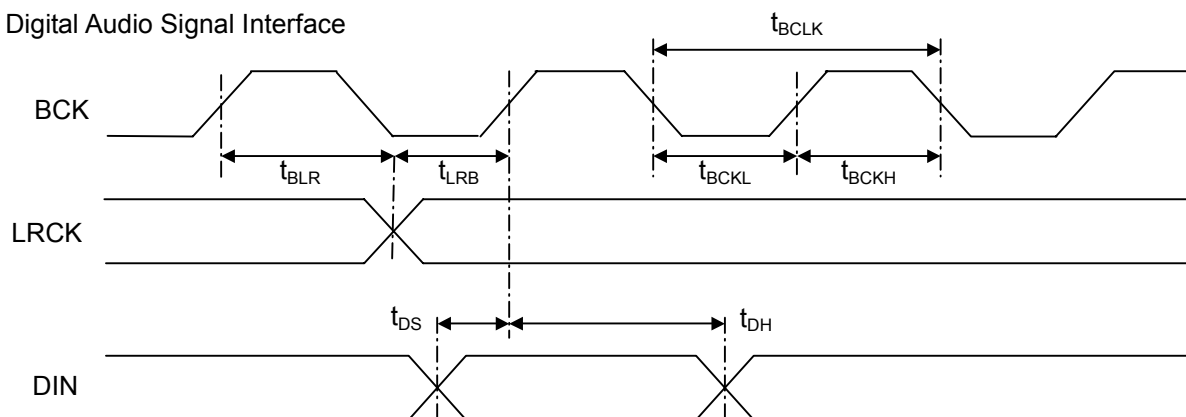 Digital Audio Signal Interface
tBCLK
BCK
tBLR tLRB tBCKL tBCKH
LRCK
tDS tDH
DIN